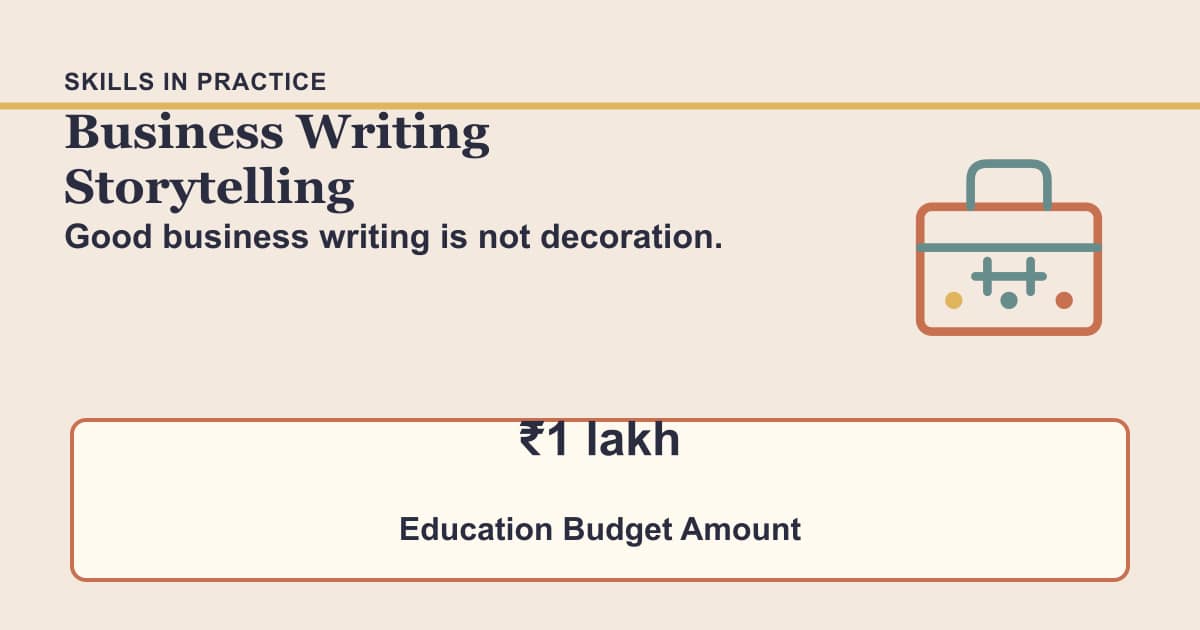 SKILLS IN PRACTICE
Business Writing
Storytelling
Good business writing is not decoration.
₹1 lakh
Education Budget Amount